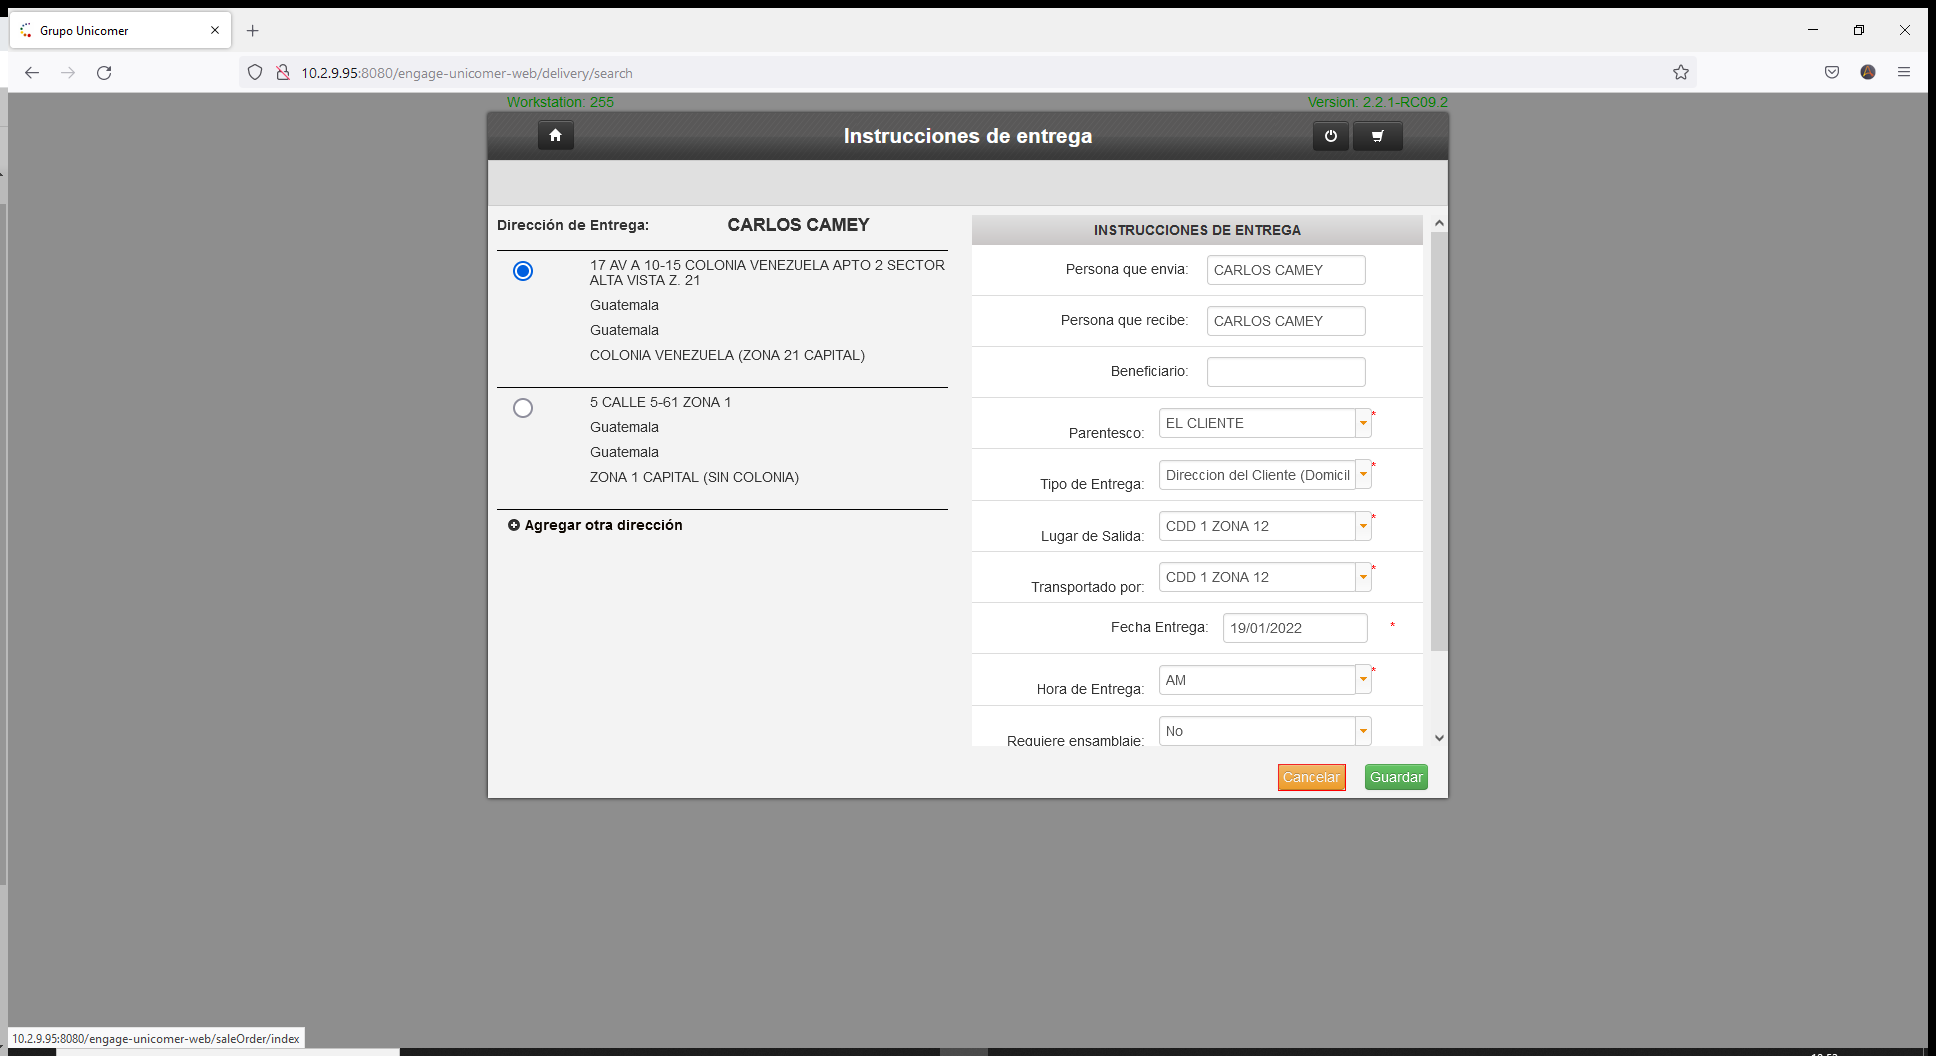 Grupo Unicomer
10.2.9.95:8080/engage-unicomer-web/delivery/search
Workstation: 255
Version: 2.2.1-RC09.2
Instrucciones de entrega
Dirección de Entrega:
CARLOS CAMEY
17 AV A 10-15 COLONIA VENEZUELA APTO 2 SECTOR
ALTA VISTA Z. 21
Guatemala
Guatemala
COLONIA VENEZUELA (ZONA 21 CAPITAL)
5 CALLE 5-61 ZONA 1
Guatemala
Guatemala
ZONA 1 CAPITAL (SIN COLONIA)
Agregar otra dirección
INSTRUCCIONES DE ENTREGA
Persona que envia: CARLOS CAMEY
Persona que recibe: CARLOS CAMEY
Beneficiario:
Parentesco: EL CLIENTE *
Tipo de Entrega: Direccion del Cliente (Domicil *
Lugar de Salida: CDD 1 ZONA 12 *
Transportado por: CDD 1 ZONA 12 *
Fecha Entrega: 19/01/2022 *
Hora de Entrega: AM *
Requiere ensamblaje: No
Cancelar
Guardar
10.2.9.95:8080/engage-unicomer-web/saleOrder/index